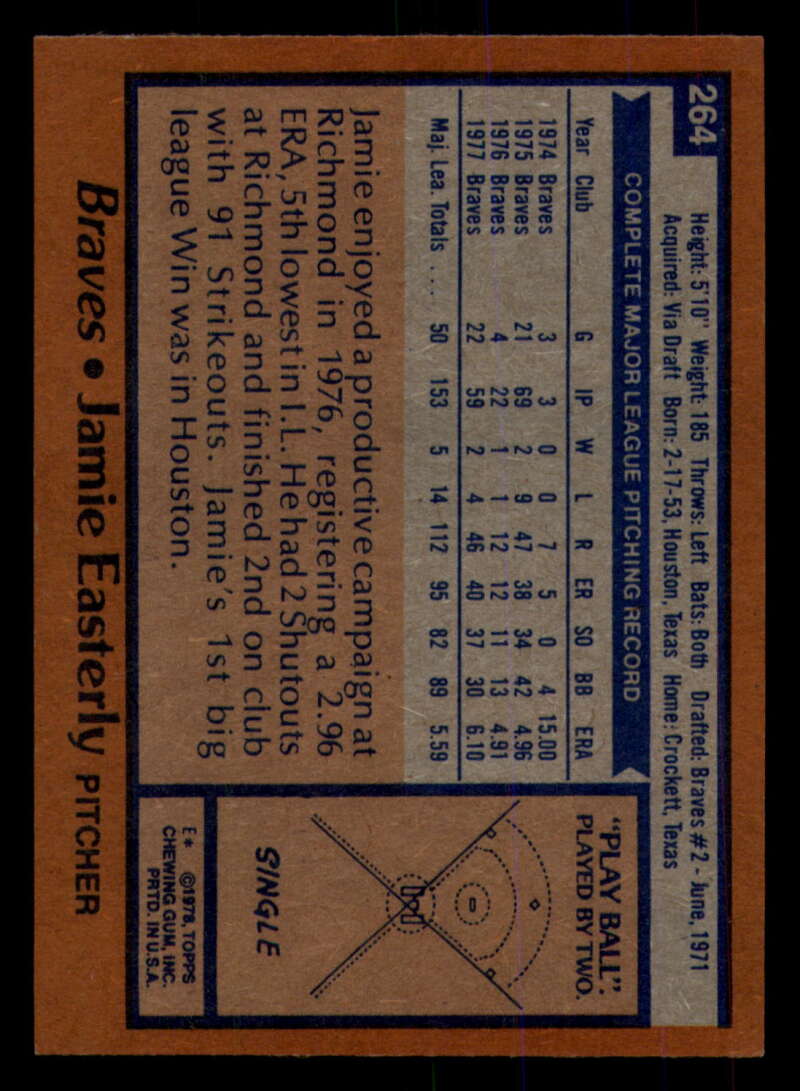 264
Height: 5'10" Weight: 185 Throws: Left Bats: Both Drafted: Braves #2 - June, 1971
Acquired: Via Draft Born: 2-17-53, Houston, Texas Home: Crockett, Texas
COMPLETE MAJOR LEAGUE PITCHING RECORD
Year Club G IP W L R ER SO BB ERA
1974 Braves 3 3 0 0 7 5 0 4 15.00
1975 Braves 21 69 2 9 47 38 34 42 4.96
1976 Braves 4 22 1 1 12 12 11 13 4.91
1977 Braves 22 59 2 4 46 40 37 30 6.10
Maj. Lea. Totals .... 50 153 5 14 112 95 82 89 5.59
Jamie enjoyed a productive campaign at
Richmond in 1976, registering a 2.96
ERA, 5th lowest in I.L. He had 2 Shutouts
at Richmond and finished 2nd on club
with 91 Strikeouts. Jamie's 1st big
league Win was in Houston.
"PLAY BALL":
PLAYED BY TWO.
SINGLE
E* ©1978, TOPPS
CHEWING GUM, INC.
PRTD. IN U.S.A.
Braves • Jamie Easterly PITCHER